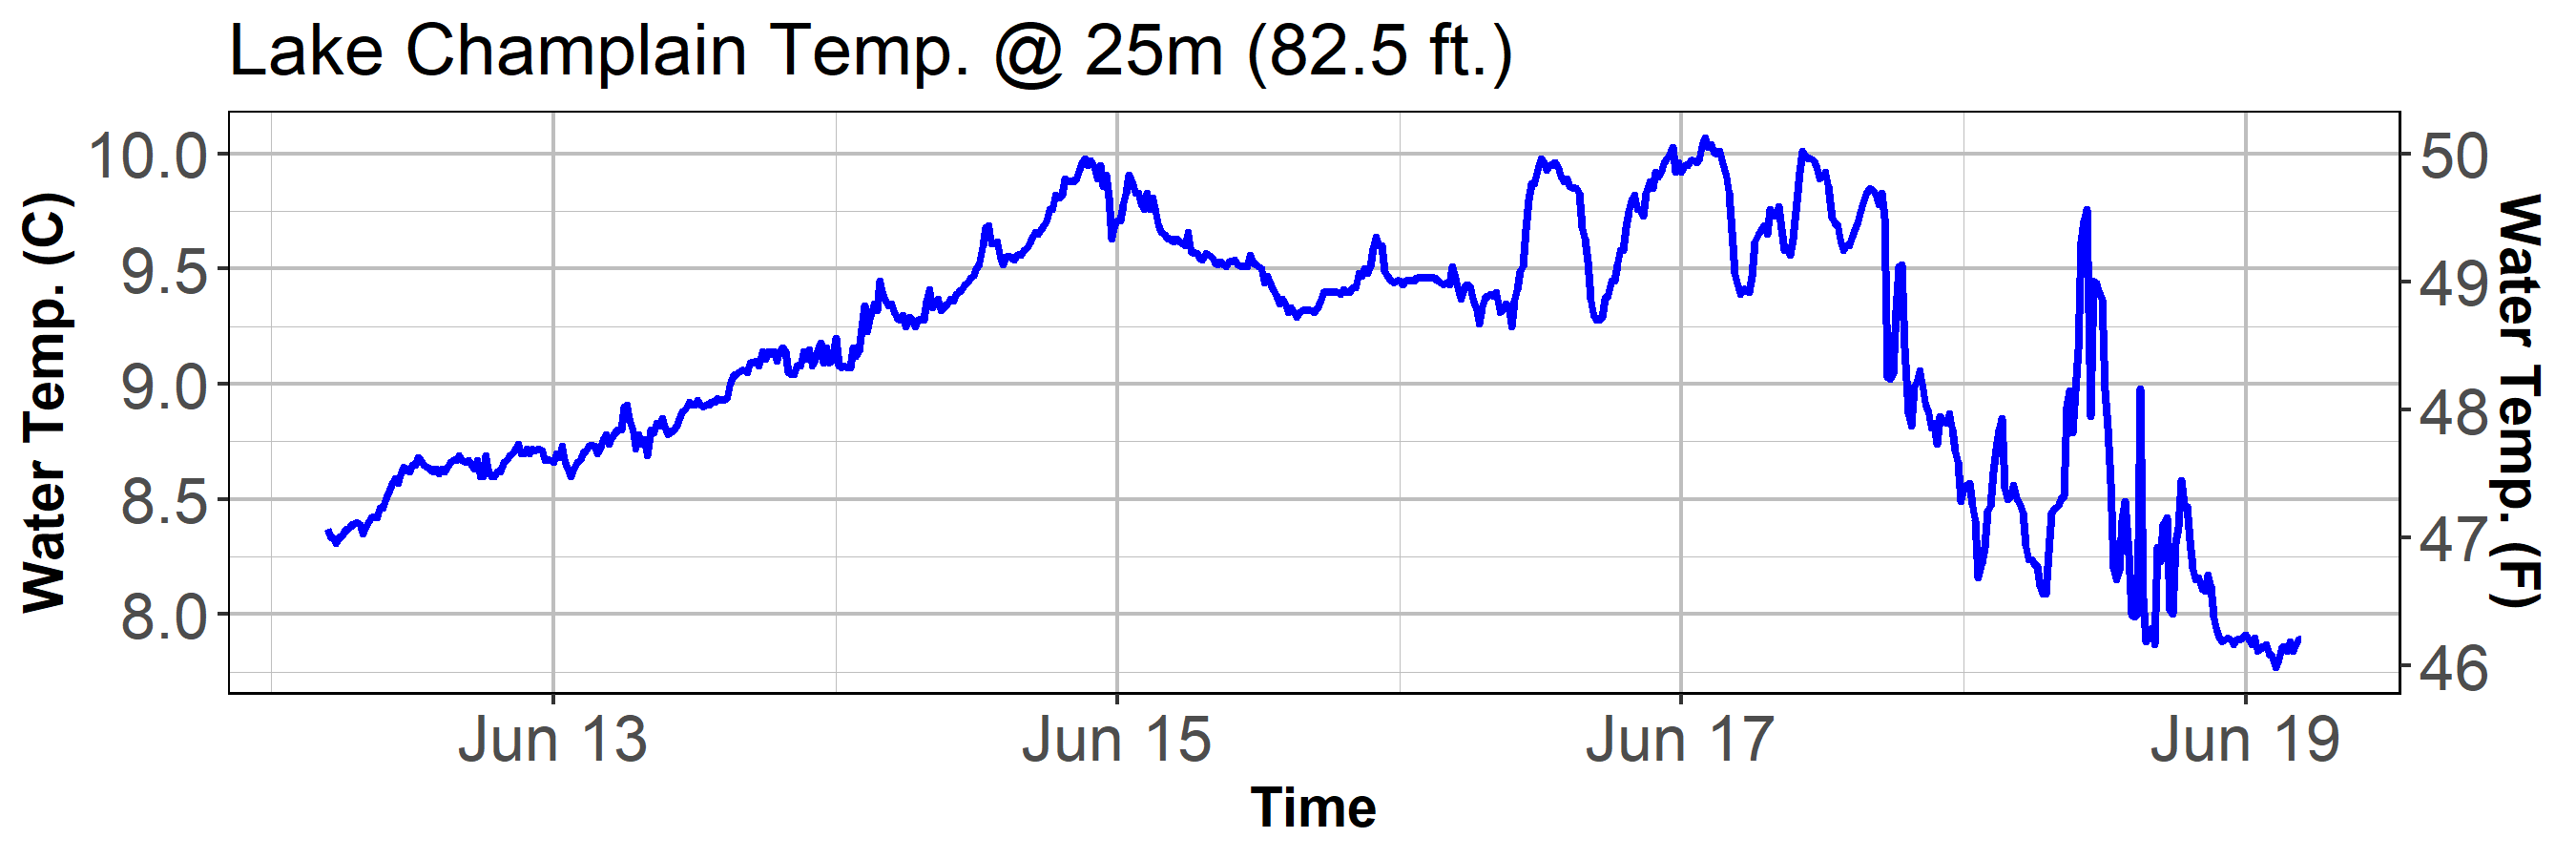 Lake Champlain Temp. @ 25m (82.5 ft.)
Water Temp. (C)
10.0
9.5
9.0
8.5
8.0
50
49
48
47
46
Water Temp. (F)
Jun 13
Jun 15
Jun 17
Jun 19
Time